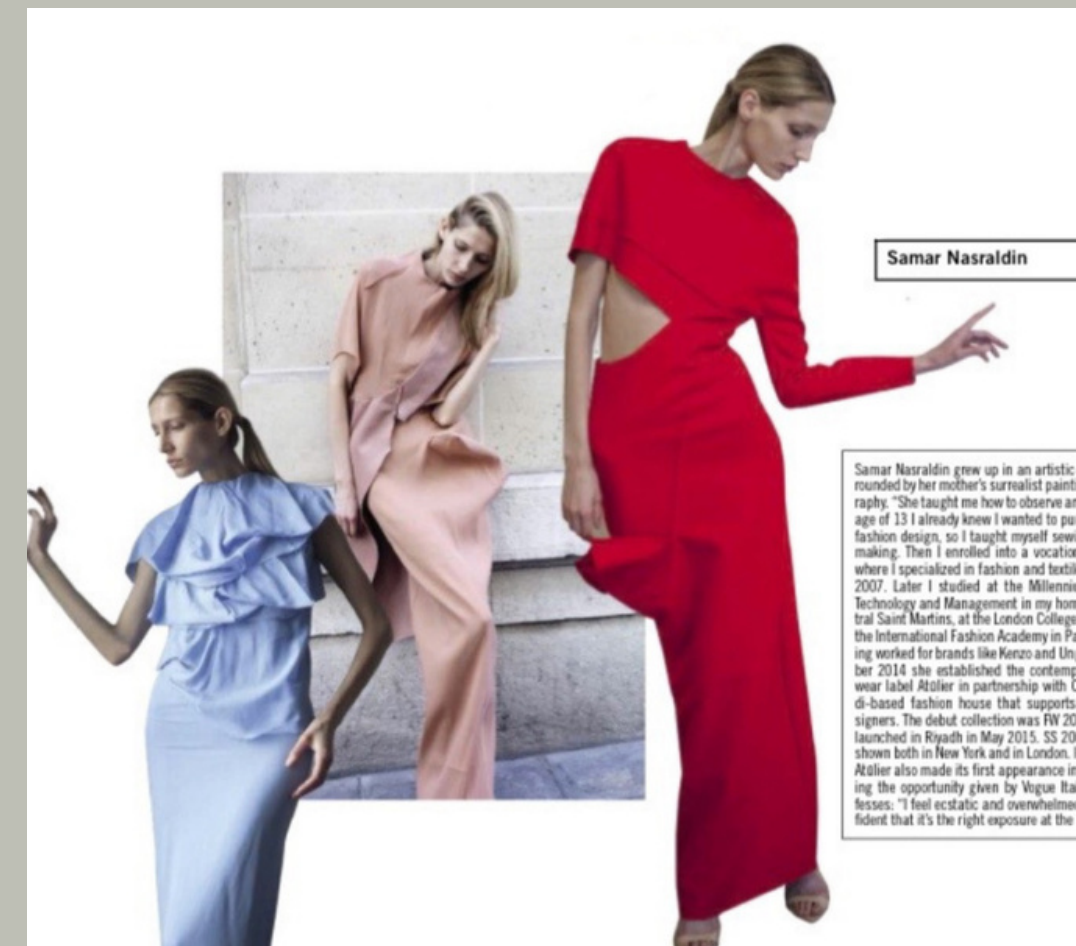 Samar Nasraldin
Samar Nasraldin grew up in an artistic
rounded by her mother's surrealist painti
raphy. "She taught me how to observe an
age of 13 I already knew I wanted to pu
fashion design, so I taught myself sewi
making. Then I enrolled into a vocation
where I specialized in fashion and textil
2007. Later I studied at the Millenni
Technology and Management in my hom
tral Saint Martins, at the London College
the International Fashion Academy in Pa
ing worked for brands like Kenzo and Ung
ber 2014 she established the contemp
wear label Atölier in partnership with C
di-based fashion house that supports
signers. The debut collection was FW 20
launched in Riyadh in May 2015. SS 20
shown both in New York and in London. I
Atölier also made its first appearance in
ing the opportunity given by Vogue Ita
fesses: "I feel ecstatic and overwhelmed
fident that it's the right exposure at the